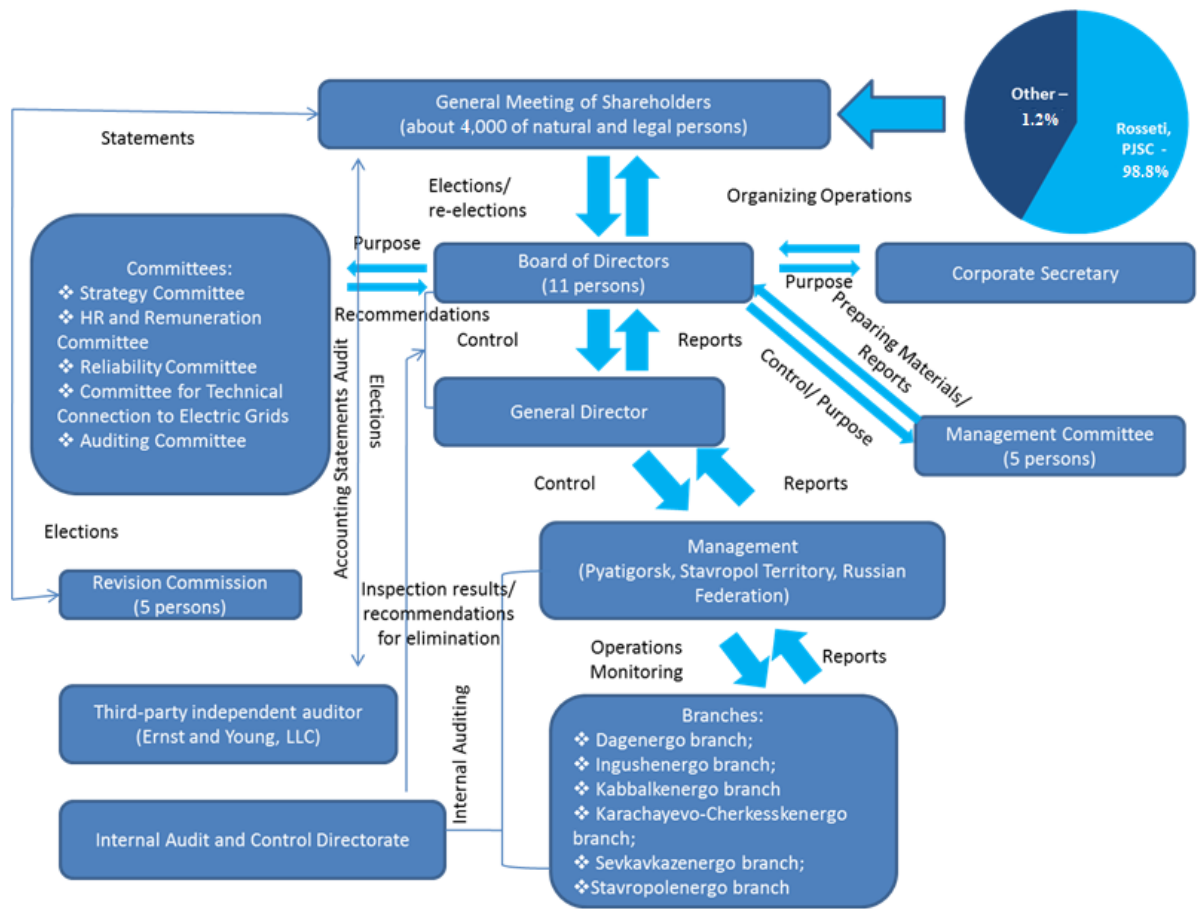 General Meeting of Shareholders
(about 4,000 of natural and legal persons)
Other –
1.2%
Rosseti,
PJSC -
98.8%
Statements
Elections/
re-elections
Organizing Operations
Purpose
Board of Directors
(11 persons)
Purpose
Corporate Secretary
Committees:
❖ Strategy Committee
❖ HR and Remuneration
Committee
❖ Reliability Committee
❖ Committee for Technical
Connection to Electric Grids
❖ Auditing Committee
Recommendations
Control
Reports
Preparing Materials/
Reports
Control/ Purpose
Accounting Statements Audit
Elections
General Director
Management Committee
(5 persons)
Control
Reports
Elections
Revision Commission
(5 persons)
Management
(Pyatigorsk, Stavropol Territory, Russian
Federation)
Inspection results/
recommendations
for elimination
Operations
Monitoring
Reports
Third-party independent auditor
(Ernst and Young, LLC)
Internal Auditing
Branches:
❖ Dagenergo branch;
❖ Ingushenergo branch;
❖ Kabbalkenergo branch
❖ Karachayevo-Cherkesskenergo
branch;
❖ Sevkavkazenergo branch;
❖Stavropolenergo branch
Internal Audit and Control Directorate